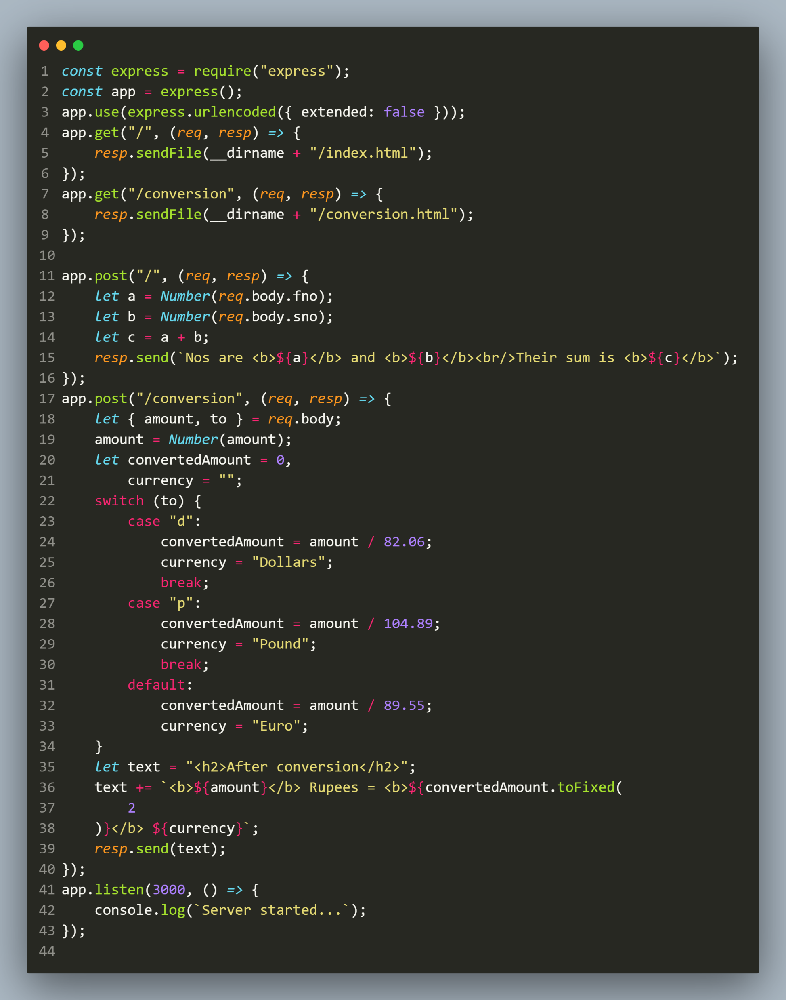 1 const express = require("express");
2 const app = express();
3 app.use(express.urlencoded({ extended: false }));
4 app.get("/", (req, resp) => {
5     resp.sendFile(__dirname + "/index.html");
6 });
7 app.get("/conversion", (req, resp) => {
8     resp.sendFile(__dirname + "/conversion.html");
9 });
10
11 app.post("/", (req, resp) => {
12     let a = Number(req.body.fno);
13     let b = Number(req.body.sno);
14     let c = a + b;
15     resp.send(`Nos are <b>${a}</b> and <b>${b}</b><br/>Their sum is <b>${c}</b>`);
16 });
17 app.post("/conversion", (req, resp) => {
18     let { amount, to } = req.body;
19     amount = Number(amount);
20     let convertedAmount = 0,
21         currency = "";
22     switch (to) {
23         case "d":
24             convertedAmount = amount / 82.06;
25             currency = "Dollars";
26             break;
27         case "p":
28             convertedAmount = amount / 104.89;
29             currency = "Pound";
30             break;
31         default:
32             convertedAmount = amount / 89.55;
33             currency = "Euro";
34     }
35     let text = "<h2>After conversion</h2>";
36     text += `<b>${amount}</b> Rupees = <b>${convertedAmount.toFixed(
37         2
38     )}</b> ${currency}`;
39     resp.send(text);
40 });
41 app.listen(3000, () => {
42     console.log(`Server started...`);
43 });
44